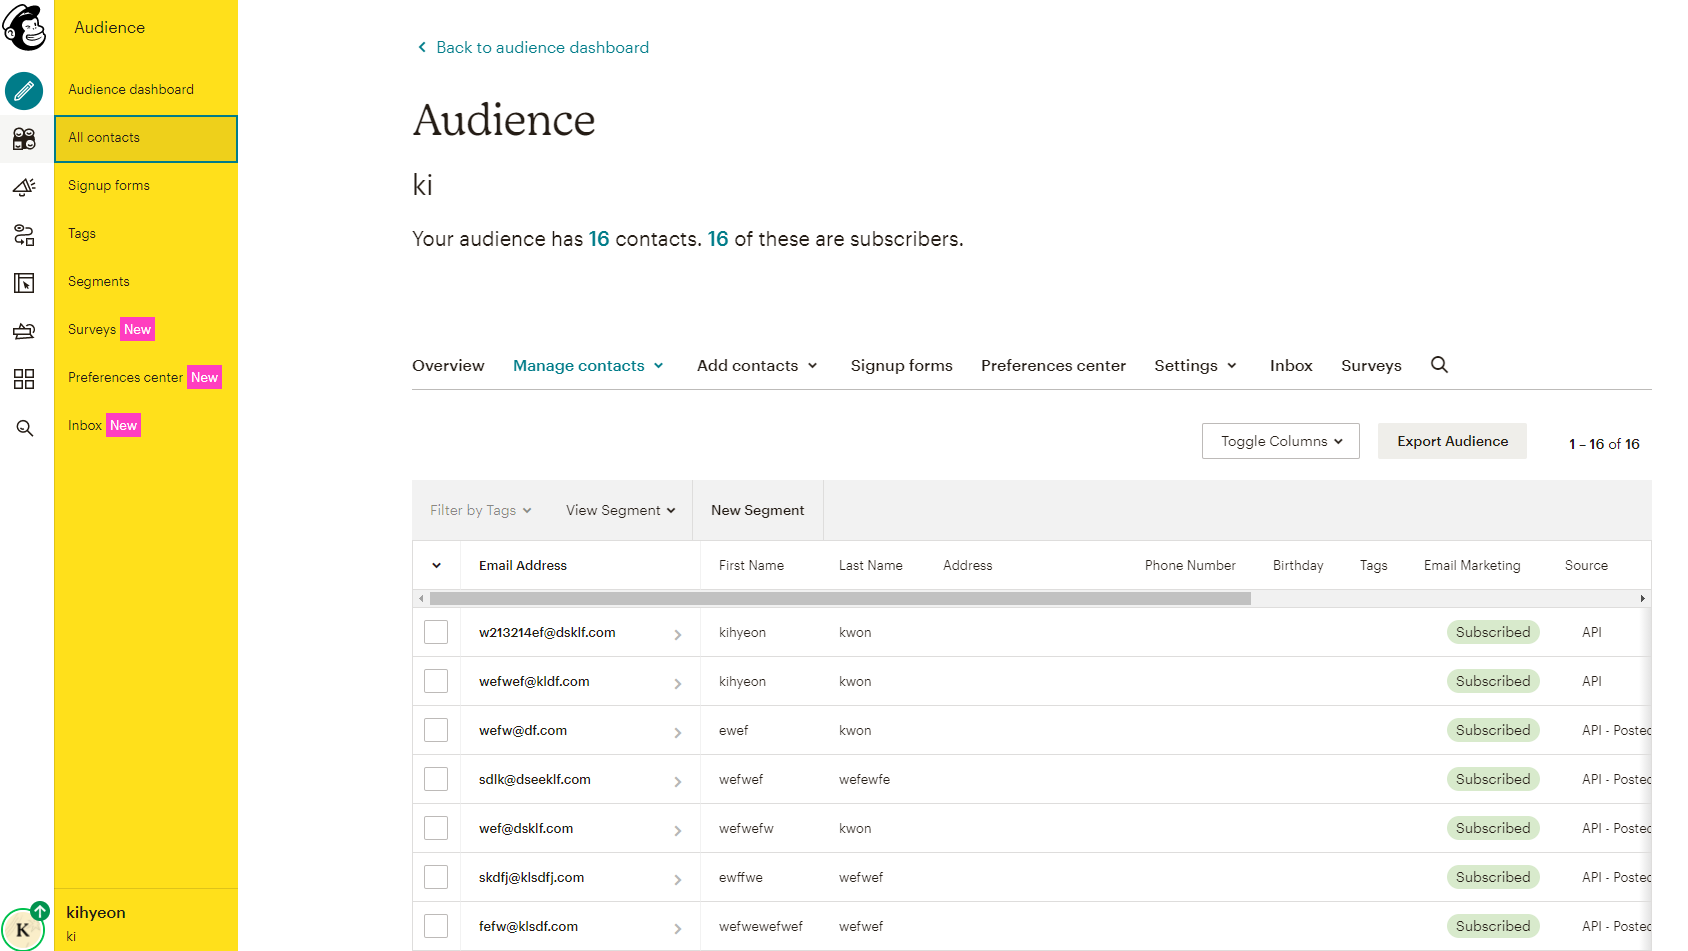 Audience
Audience dashboard
All contacts
Signup forms
Tags
Segments
Surveys New
Preferences center New
Inbox New
kihyeon
ki
K
Back to audience dashboard
Audience
ki
Your audience has 16 contacts. 16 of these are subscribers.
Overview Manage contacts Add contacts Signup forms Preferences center Settings Inbox Surveys
Toggle Columns Export Audience 1 – 16 of 16
Filter by Tags View Segment New Segment
Email Address First Name Last Name Address Phone Number Birthday Tags Email Marketing Source
w213214ef@dsklf.com kihyeon kwon Subscribed API
wefwef@kldf.com kihyeon kwon Subscribed API
wefw@df.com ewef kwon Subscribed API - Posted
sdlk@dseeklf.com wefwef wefewfe Subscribed API - Posted
wef@dsklf.com wefwefw kwon Subscribed API - Posted
skdfj@klsdfj.com ewffwe wefwef Subscribed API - Posted
fefw@klsdf.com wefwewefwef wefwef Subscribed API - Posted